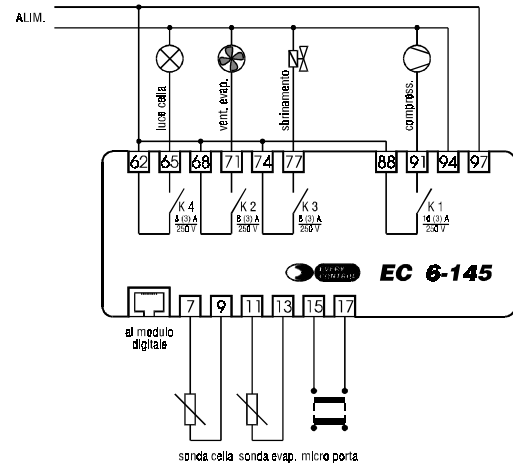 ALIM.
luce cella
vent. evap.
sbrinamento
compress.
62 65 68 71 74 77 88 91 94 97
K 4
8 (3) A
250 V
K 2
8 (3) A
250 V
K 3
8 (3) A
250 V
K 1
250 V
EVERY
CONTROL
EC 6-145
al modulo
digitale
7 9 11 13 15 17
sonda cella sonda evap. micro porta